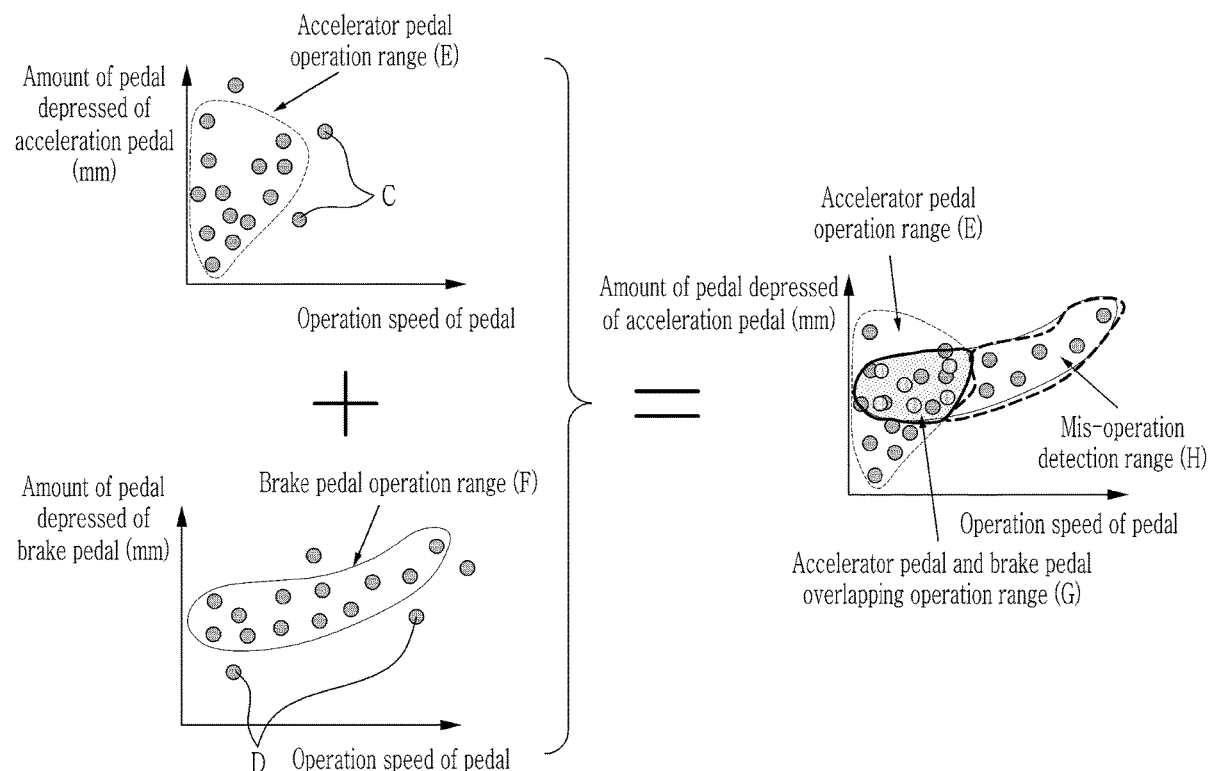 Accelerator pedal
operation range (E)
Amount of pedal
depressed of
acceleration pedal
(mm)
C
Operation speed of pedal
Amount of pedal
depressed of
brake pedal (mm)
Brake pedal operation range (F)
D
Operation speed of pedal
Accelerator pedal
operation range (E)
Amount of pedal depressed
of acceleration pedal (mm)
Mis-operation
detection range (H)
Operation speed of pedal
Accelerator pedal and brake pedal
overlapping operation range (G)